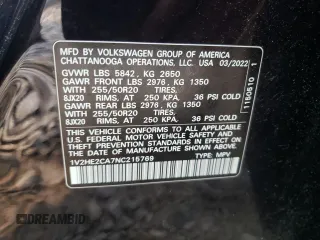 MFD. BY VOLKSWAGEN GROUP OF AMERICA
CHATTANOOGA OPERATIONS, LLC. USA 03/2022
GVWR LBS 5842, KG 2650
GAWR FRONT LBS 2976, KG 1350
WITH 255/50R20 TIRES,
8JX20 RIMS, AT 250 KPA, 36 PSI COLD
GAWR REAR LBS 2976, KG 1350
WITH 255/50R20 TIRES,
8JX20 RIMS, AT 250 KPA, 36 PSI COLD
THIS VEHICLE CONFORMS TO ALL APPLICABLE
FEDERAL MOTOR VEHICLE SAFETY, BUMPER, AND
THEFT PREVENTION STANDARDS IN EFFECT ON
THE DATE OF MANUFACTURE SHOWN ABOVE.
1V2HE2CA7NC215769 TYPE: MPV
DREAMBID